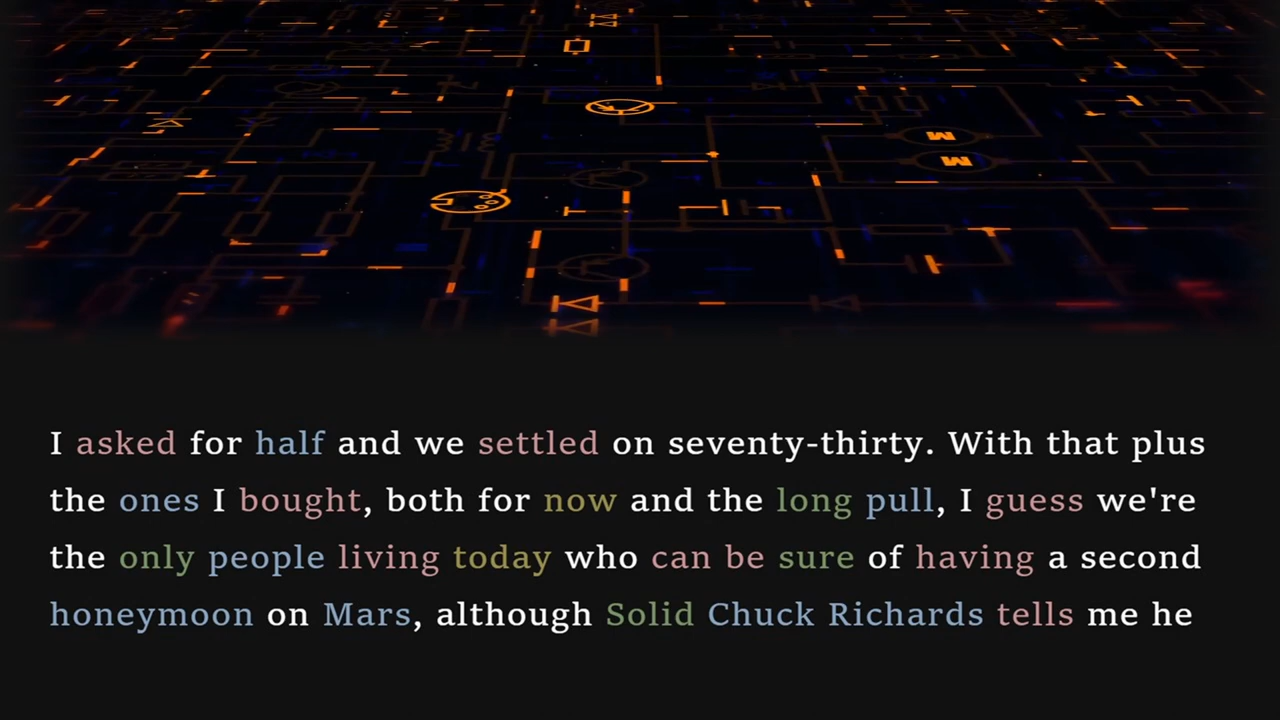 I asked for half and we settled on seventy-thirty. With that plus
the ones I bought, both for now and the long pull, I guess we're
the only people living today who can be sure of having a second
honeymoon on Mars, although Solid Chuck Richards tells me he